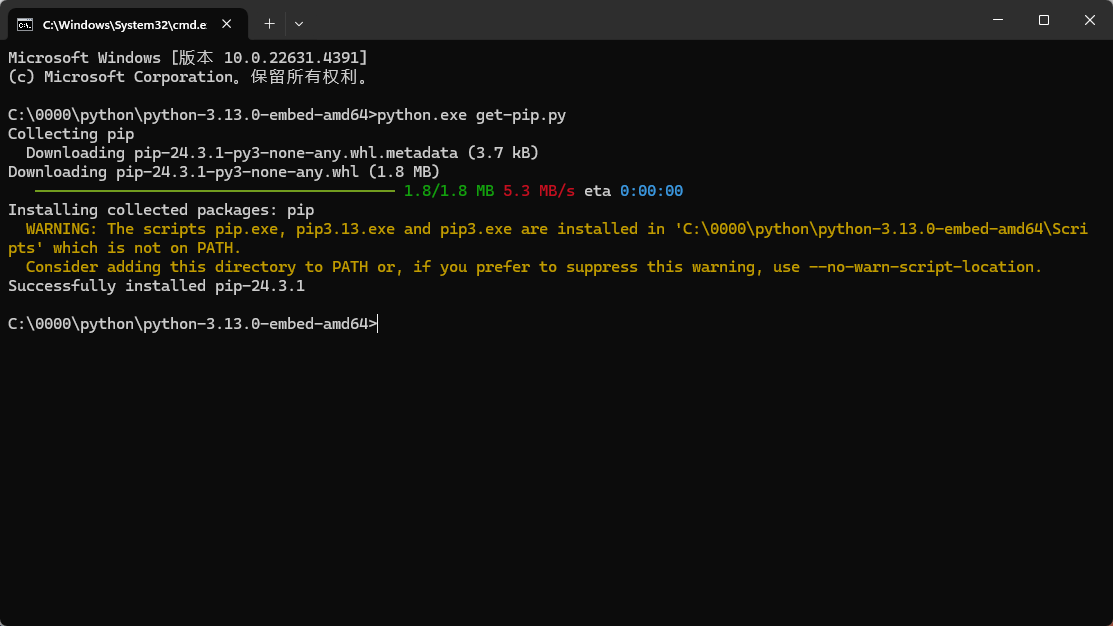 C:\Windows\System32\cmd.e
Microsoft Windows [版本 10.0.22631.4391]
(c) Microsoft Corporation。保留所有权利。
C:\0000\python\python-3.13.0-embed-amd64>python.exe get-pip.py
Collecting pip
  Downloading pip-24.3.1-py3-none-any.whl.metadata (3.7 kB)
Downloading pip-24.3.1-py3-none-any.whl (1.8 MB)
1.8/1.8 MB 5.3 MB/s eta 0:00:00
Installing collected packages: pip
  WARNING: The scripts pip.exe, pip3.13.exe and pip3.exe are installed in 'C:\0000\python\python-3.13.0-embed-amd64\Scri
pts' which is not on PATH.
  Consider adding this directory to PATH or, if you prefer to suppress this warning, use --no-warn-script-location.
Successfully installed pip-24.3.1
C:\0000\python\python-3.13.0-embed-amd64>